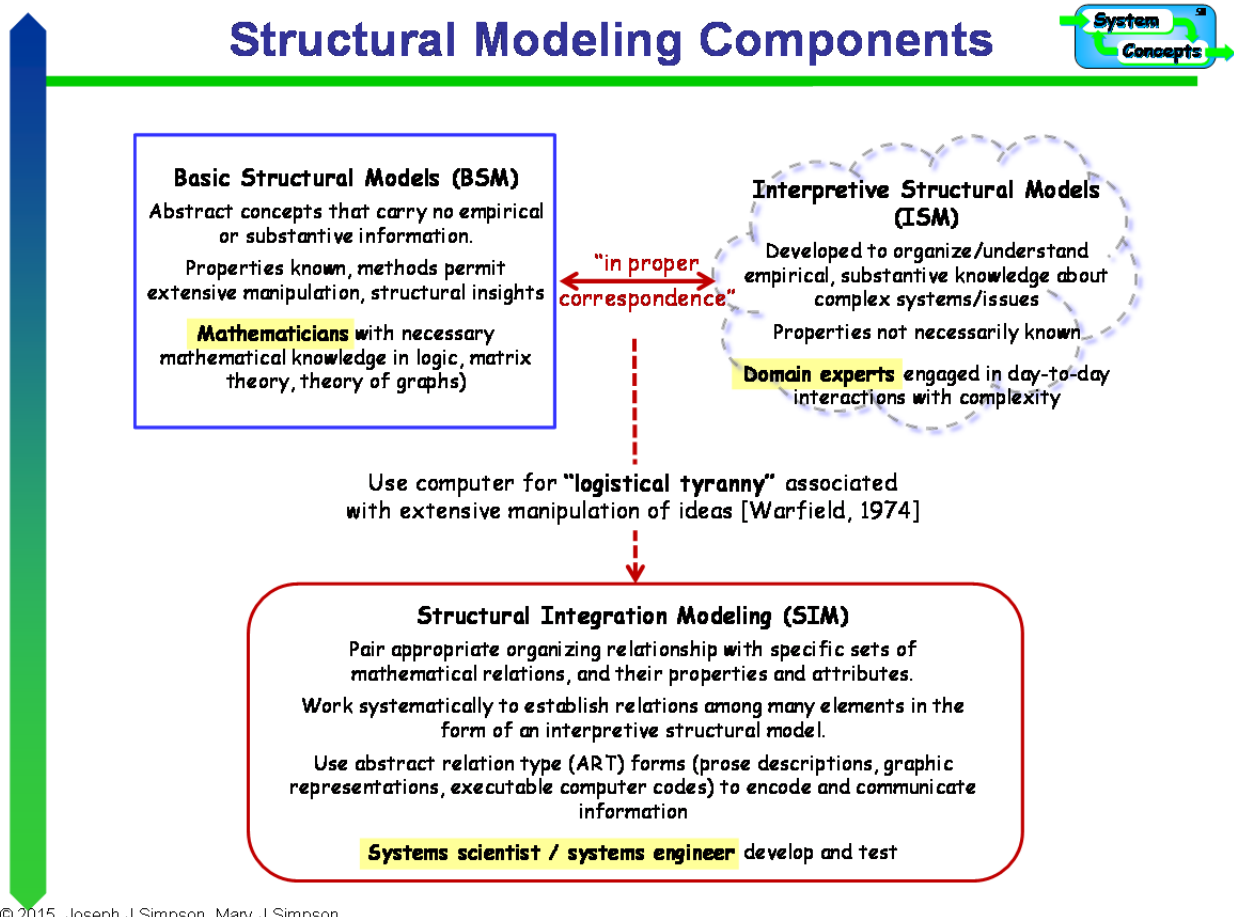 Structural Modeling Components
System
SM
Concepts
Basic Structural Models (BSM)
Abstract concepts that carry no empirical
or substantive information.
Properties known, methods permit
extensive manipulation, structural insights
Mathematicians with necessary
mathematical knowledge in logic, matrix
theory, theory of graphs)
"in proper
correspondence"
Interpretive Structural Models
(ISM)
Developed to organize/understand
empirical, substantive knowledge about
complex systems/issues
Properties not necessarily known
Domain experts engaged in day-to-day
interactions with complexity
Use computer for "logistical tyranny" associated
with extensive manipulation of ideas [Warfield, 1974]
Structural Integration Modeling (SIM)
Pair appropriate organizing relationship with specific sets of
mathematical relations, and their properties and attributes.
Work systematically to establish relations among many elements in the
form of an interpretive structural model.
Use abstract relation type (ART) forms (prose descriptions, graphic
representations, executable computer codes) to encode and communicate
information
Systems scientist / systems engineer develop and test
© 2015 Joseph J Simpson, Mary J Simpson